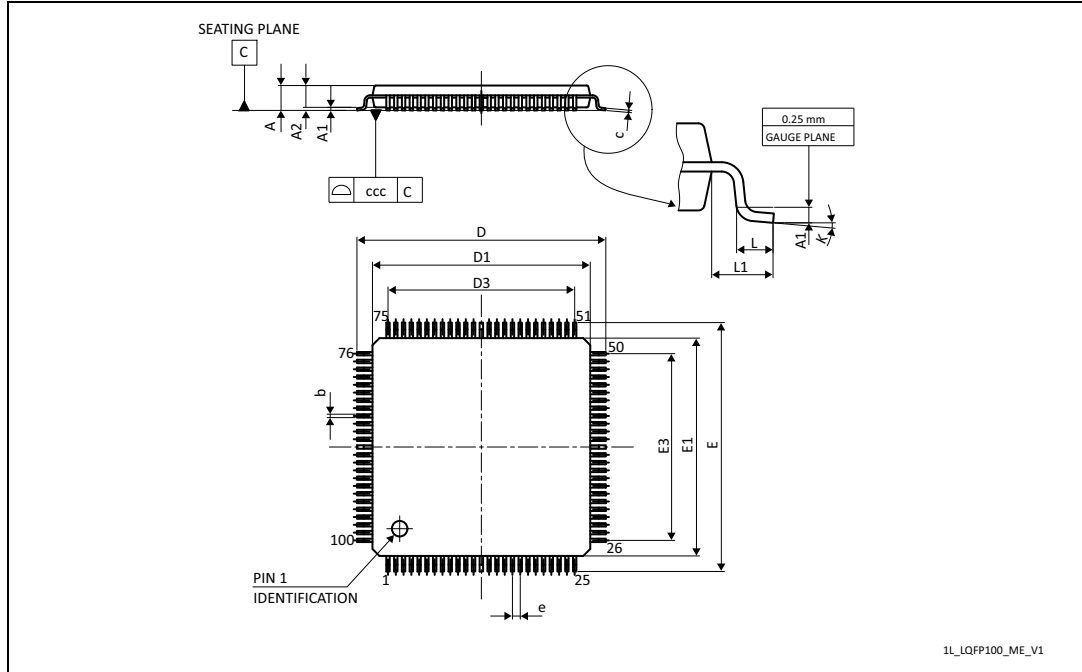 SEATING PLANE
C
A
A2
A1
c
0.25 mm
GAUGE PLANE
ccc C
A1
K
L
L1
D
D1
D3
75
51
76
50
b
E3
E1
E
100
26
PIN 1
IDENTIFICATION
1
25
e
1L_LQFP100_ME_V1